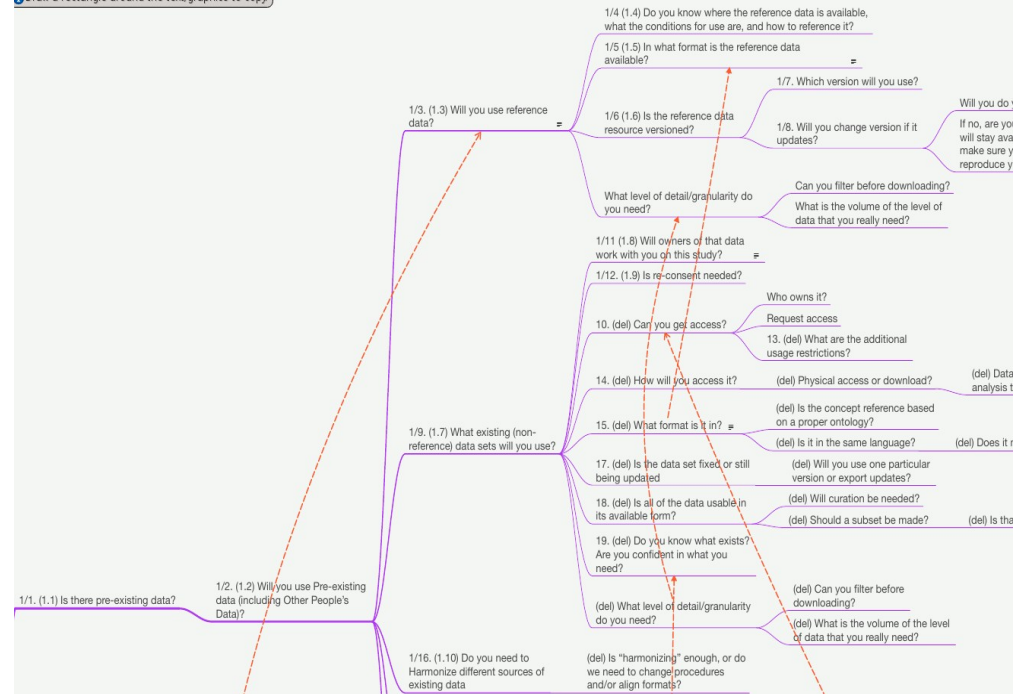 Draw a rectangle around the text/graphics to copy.
1/4 (1.4) Do you know where the reference data is available,
what the conditions for use are, and how to reference it?
1/5 (1.5) In what format is the reference data
available?
1/3. (1.3) Will you use reference
data?
1/6 (1.6) Is the reference data
resource versioned?
1/7. Which version will you use?
1/8. Will you change version if it
updates?
Will you do
If no, are you
will stay
make sure
reproduce
What level of detail/granularity do
you need?
Can you filter before downloading?
What is the volume of the level of
data that you really need?
1/9. (1.7) What existing (non-
reference) data sets will you use?
1/11 (1.8) Will owners of that data
work with you on this study?
1/12. (1.9) Is re-consent needed?
10. (del) Can you get access?
Who owns it?
Request access
13. (del) What are the additional
usage restrictions?
14. (del) How will you access it?
(del) Physical access or download?
(del) Data
analysis
15. (del) What format is it in?
(del) Is the concept reference based
on a proper ontology?
(del) Is it in the same language?
(del) Does it
17. (del) Is the data set fixed or still
being updated
(del) Will you use one particular
version or export updates?
18. (del) Is all of the data usable in
its available form?
(del) Will curation be needed?
(del) Should a subset be made?
(del) Is
19. (del) Do you know what exists?
Are you confident in what you
need?
(del) What level of detail/granularity
do you need?
(del) Can you filter before
downloading?
(del) What is the volume of the level
of data that you really need?
1/1. (1.1) Is there pre-existing data?
1/2. (1.2) Will you use Pre-existing
data (including Other People's
Data)?
1/16. (1.10) Do you need to
Harmonize different sources of
existing data
(del) Is “harmonizing” enough, or do
we need to change procedures
and/or align formats?